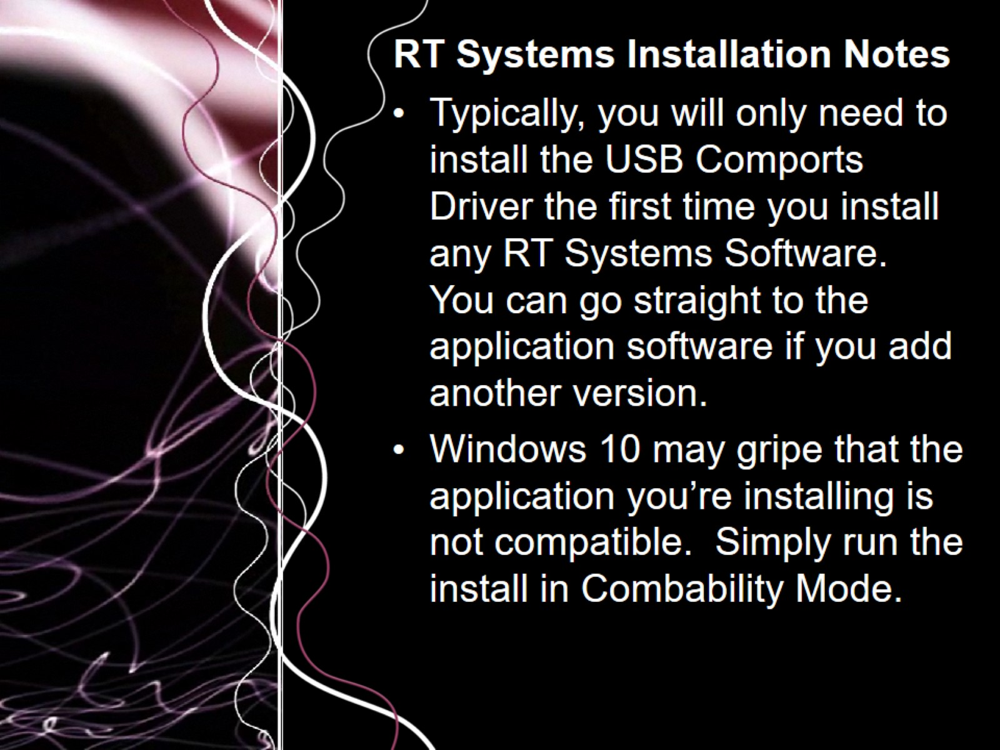 RT Systems Installation Notes
• Typically, you will only need to
install the USB Comports
Driver the first time you install
any RT Systems Software.
You can go straight to the
application software if you add
another version.
• Windows 10 may gripe that the
application you’re installing is
not compatible.  Simply run the
install in Combability Mode.